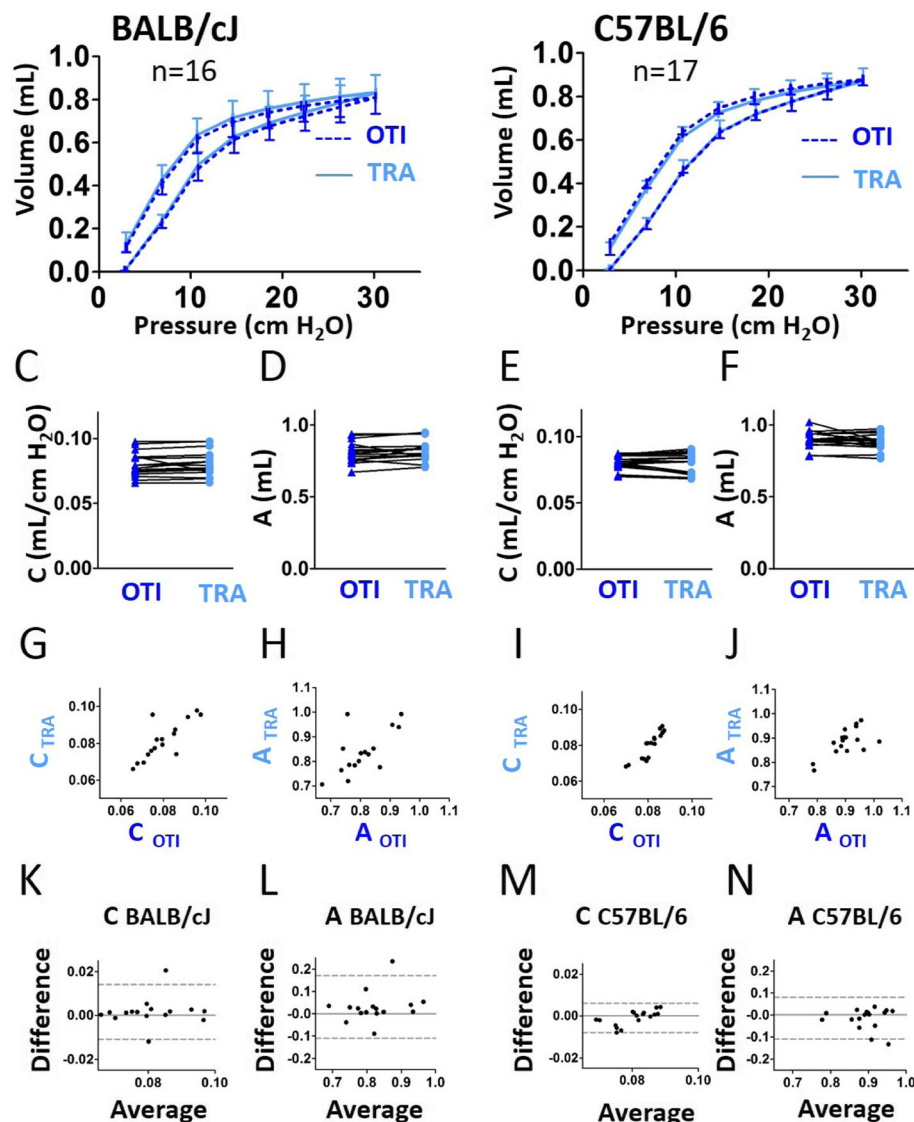 BALB/cJ
C57BL/6
n=16
n=17
Volume (mL)
1.0
0.8
0.6
0.4
0.2
0.0
OTI
TRA
0
10
20
30
Pressure (cm H₂O)
Volume (mL)
1.0
0.8
0.6
0.4
0.2
0.0
OTI
TRA
0
10
20
30
Pressure (cm H₂O)
C
C (mL/cm H₂O)
0.10
0.05
0.00
OTI
TRA
D
A (mL)
1.0
0.5
0.0
OTI
TRA
E
C (mL/cm H₂O)
0.10
0.05
0.00
OTI
TRA
F
A (mL)
1.0
0.5
0.0
OTI
TRA
G
C TRA
0.10
0.08
0.06
0.06
0.08
0.10
C OTI
H
A TRA
1.1
1.0
0.9
0.8
0.7
0.7
0.8
0.9
1.0
1.1
A OTI
I
C TRA
0.10
0.08
0.06
0.06
0.08
0.10
C OTI
J
A TRA
1.1
1.0
0.9
0.8
0.7
0.7
0.8
0.9
1.0
1.1
A OTI
K
C BALB/cJ
Difference
0.02
0.00
-0.02
0.08
0.10
Average
L
A BALB/cJ
Difference
0.2
0.1
-0.0
-0.1
-0.2
0.7
0.8
0.9
1.0
Average
M
C C57BL/6
Difference
0.02
0.00
-0.02
0.08
0.10
Average
N
A C57BL/6
Difference
0.2
0.1
-0.0
-0.1
-0.2
0.7
0.8
0.9
1.0
Average